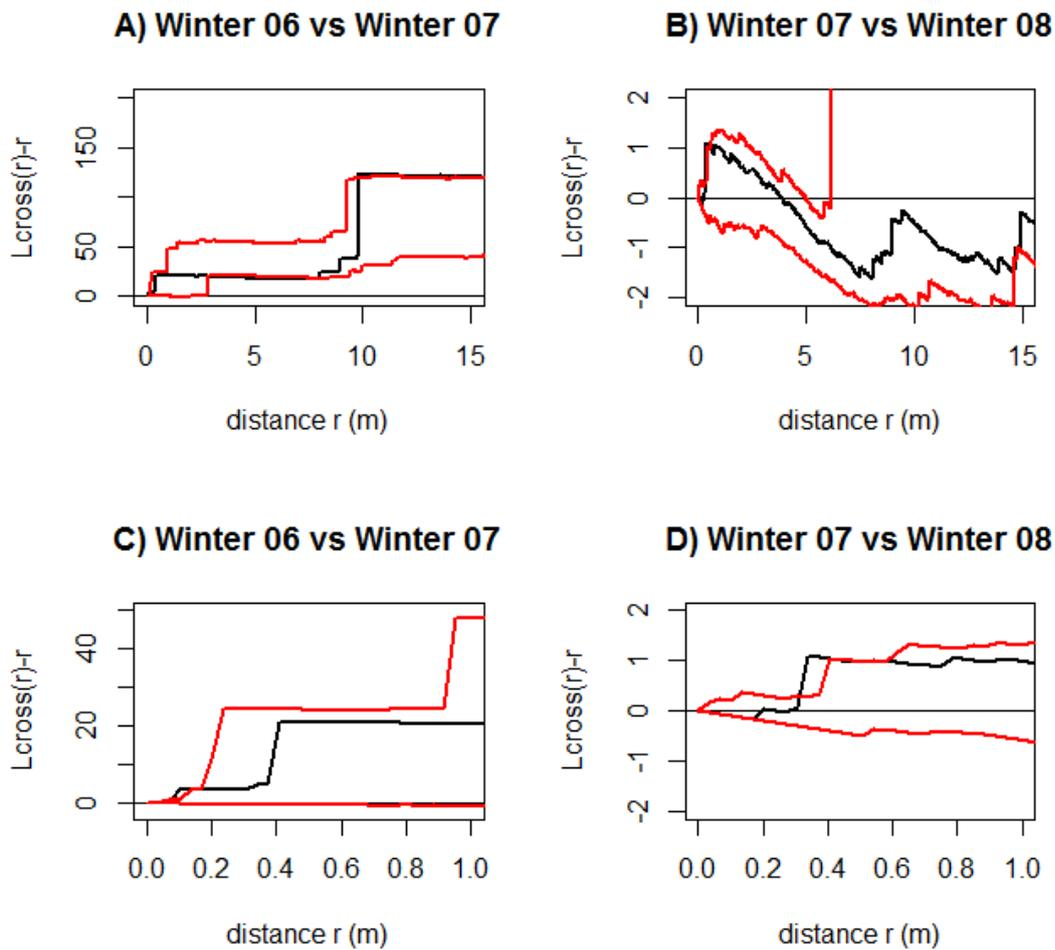 A) Winter 06 vs Winter 07
Lcross(r)-r
0 50 150
0 5 10 15
distance r (m)
B) Winter 07 vs Winter 08
Lcross(r)-r
-2 -1 0 1 2
0 5 10 15
distance r (m)
C) Winter 06 vs Winter 07
Lcross(r)-r
0 20 40
0.0 0.2 0.4 0.6 0.8 1.0
distance r (m)
D) Winter 07 vs Winter 08
Lcross(r)-r
-2 -1 0 1 2
0.0 0.2 0.4 0.6 0.8 1.0
distance r (m)